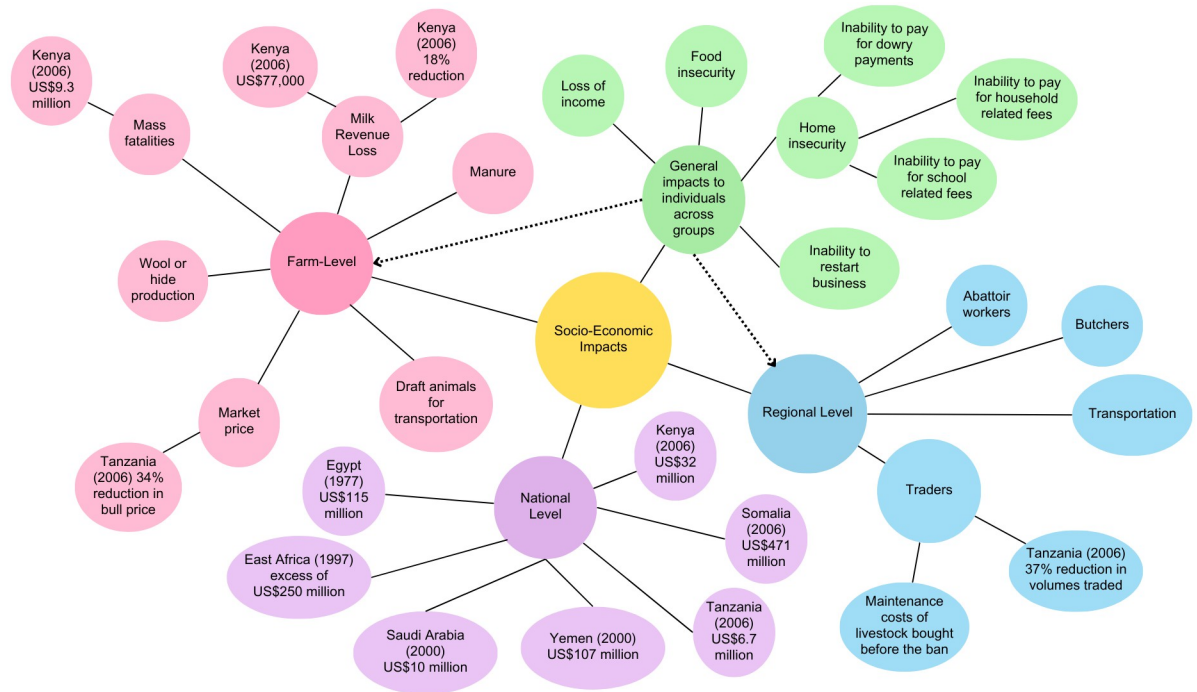 Kenya
(2006)
US$9.3
million
Mass
fatalities
Kenya
(2006)
US$77,000
Kenya
(2006)
18%
reduction
Milk
Revenue
Loss
Manure
Farm-Level
Wool or
hide
production
Market
price
Tanzania
(2006) 34%
reduction in
bull price
Draft animals
for
transportation
Loss of
income
Food
insecurity
General
impacts to
individuals
across
groups
Home
insecurity
Inability to pay
for dowry
payments
Inability to pay
for household
related fees
Inability to pay
for school
related fees
Inability to
restart
business
Socio-Economic
Impacts
Regional Level
Abattoir
workers
Butchers
Transportation
Traders
Tanzania (2006)
37% reduction in
volumes traded
Maintenance
costs of
livestock bought
before the ban
National
Level
Kenya
(2006)
US$32
million
Somalia
(2006)
US$471
million
Tanzania
(2006)
US$6.7
million
Yemen (2000)
US$107 million
Saudi Arabia
(2000)
US$10 million
East Africa (1997)
excess of
US$250 million
Egypt
(1977)
US$115
million